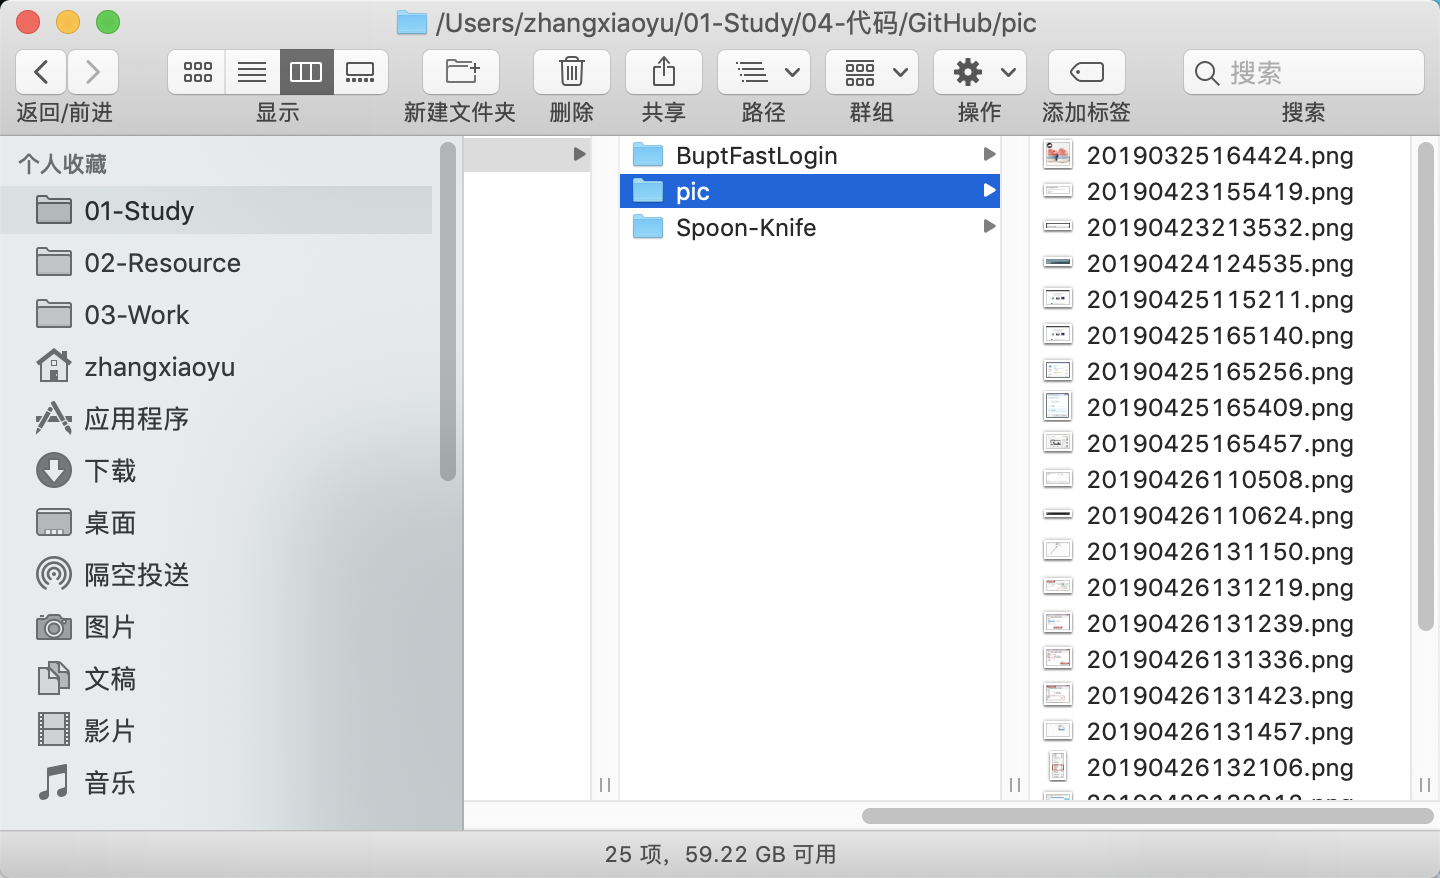 /Users/zhangxiaoyu/01-Study/04-代码/GitHub/pic
搜索
返回/前进
显示
新建文件夹
删除
共享
路径
群组
操作
添加标签
搜索
个人收藏
01-Study
02-Resource
03-Work
zhangxiaoyu
应用程序
下载
桌面
隔空投送
图片
文稿
影片
音乐
BuptFastLogin
pic
Spoon-Knife
20190325164424.png
20190423155419.png
20190423213532.png
20190424124535.png
20190425115211.png
20190425165140.png
20190425165256.png
20190425165409.png
20190425165457.png
20190426110508.png
20190426110624.png
20190426131150.png
20190426131219.png
20190426131239.png
20190426131336.png
20190426131423.png
20190426131457.png
20190426132106.png
25 项，59.22 GB 可用